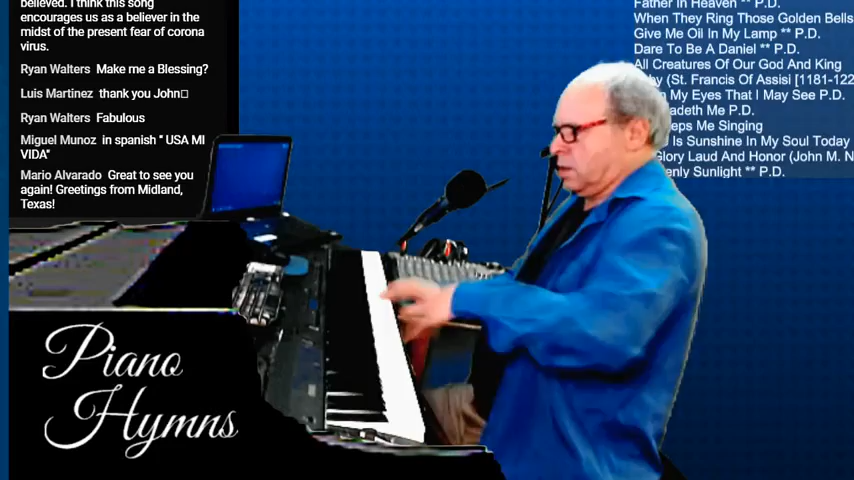 believed. I think this song
encourages us as a believer in the
midst of the present fear of corona
virus.
Ryan Walters Make me a Blessing?
Luis Martinez thank you John
Ryan Walters Fabulous
Miguel Munoz in spanish " USA MI
VIDA"
Mario Alvarado Great to see you
again! Greetings from Midland,
Texas!
Piano
Hymns
Father In Heaven ** P.D.
When They Ring Those Golden Bells
Give Me Oil In My Lamp ** P.D.
Dare To Be A Daniel ** P.D.
All Creatures Of Our God And King
(St. Francis Of Assisi [1181-122
My Eyes That I May See P.D.
Me P.D.
Me Singing
Is Sunshine In My Soul Today
Glory Laud And Honor (John M. N
Sunlight ** P.D.